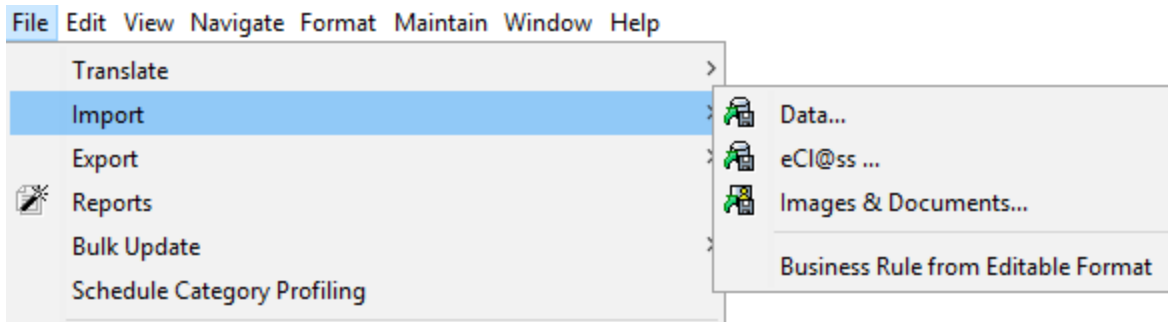 File Edit View Navigate Format Maintain Window Help
Translate
Import
Export
Reports
Bulk Update
Schedule Category Profiling
Data...
eCl@ss ...
Images & Documents...
Business Rule from Editable Format